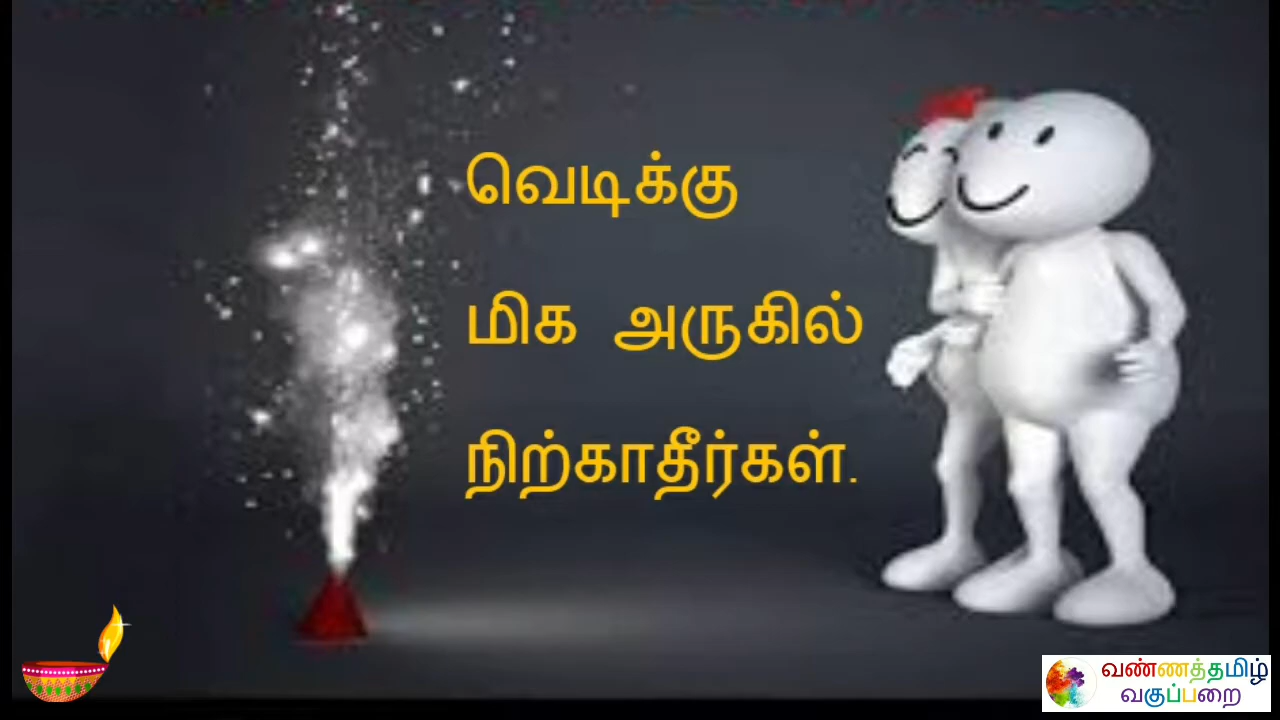 வெடிக்கு
மிக அருகில்
நிற்காதீர்கள்.
வண்ணத்தமிழ்
வகுப்பறை